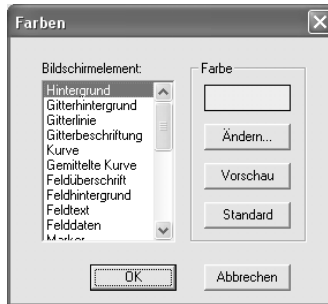 Farben
Bildschirmelement:
Hintergrund
Gitterhintergrund
Gitterlinie
Gitterbeschriftung
Kurve
Gemittelte Kurve
Feldüberschrift
Feldhintergrund
Feldtext
Felddaten
Marker
Farbe
Ändern...
Vorschau
Standard
OK
Abbrechen